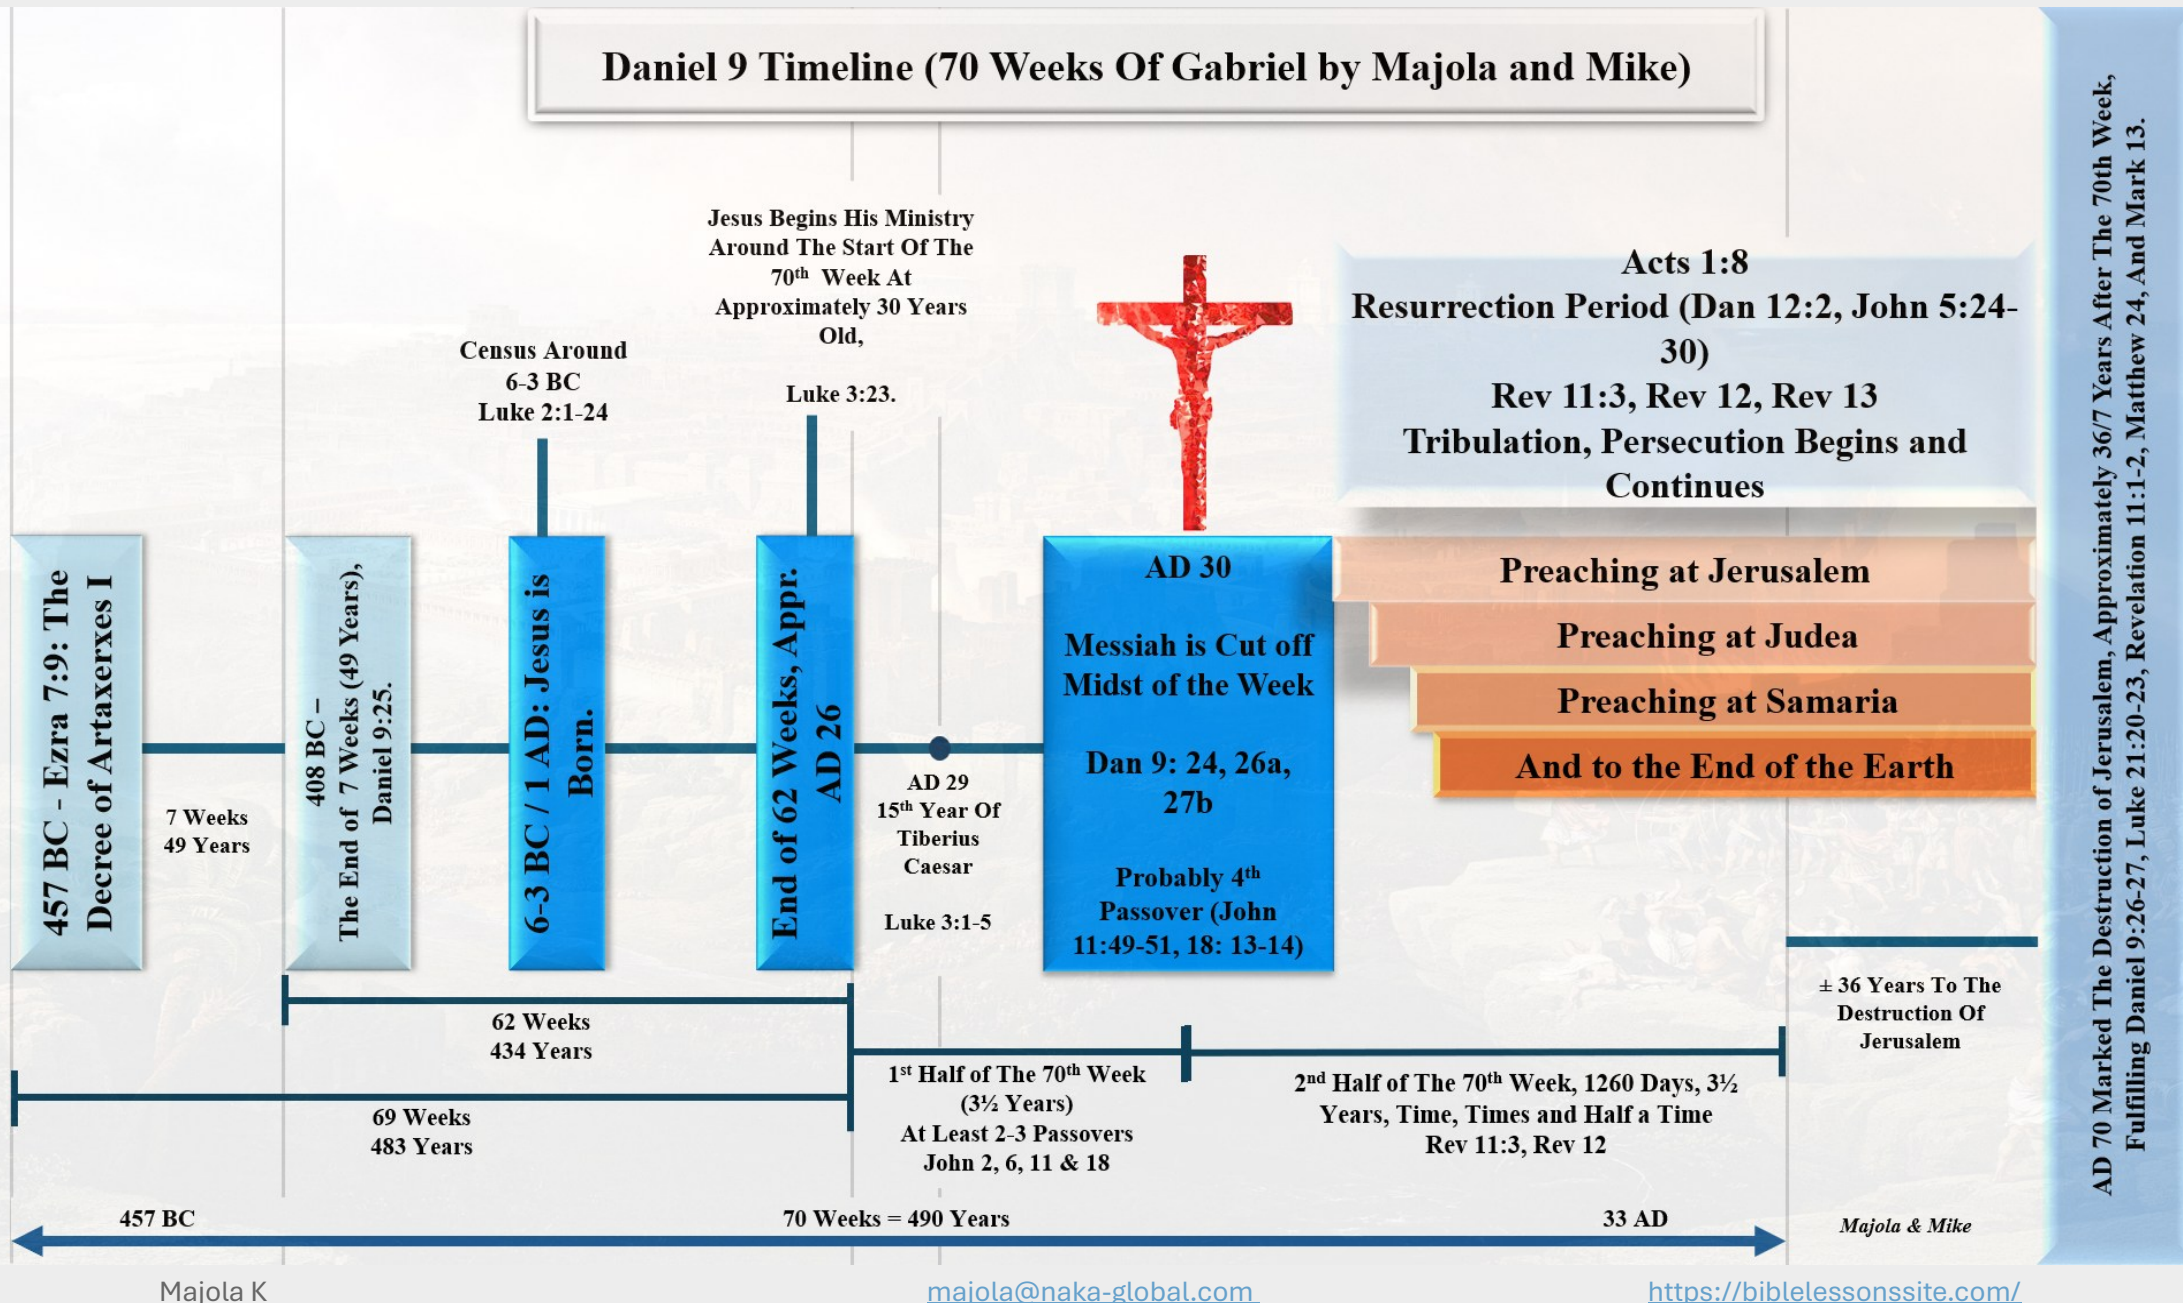 Daniel 9 Timeline (70 Weeks Of Gabriel by Majola and Mike)
Jesus Begins His Ministry
Around The Start Of The
70th Week At
Approximately 30 Years
Old,
Luke 3:23.
Census Around
6-3 BC
Luke 2:1-24
Acts 1:8
Resurrection Period (Dan 12:2, John 5:24-
30)
Rev 11:3, Rev 12, Rev 13
Tribulation, Persecution Begins and
Continues
457 BC - Ezra 7:9: The
Decree of Artaxerxes I
7 Weeks
49 Years
408 BC –
The End of 7 Weeks (49 Years),
Daniel 9:25.
6-3 BC / 1 AD: Jesus is
Born.
End of 62 Weeks, Appr.
AD 26
AD 29
15th Year Of
Tiberius
Caesar
Luke 3:1-5
AD 30
Messiah is Cut off
Midst of the Week
Dan 9: 24, 26a,
27b
Probably 4th
Passover (John
11:49-51, 18: 13-14)
Preaching at Jerusalem
Preaching at Judea
Preaching at Samaria
And to the End of the Earth
± 36 Years To The
Destruction Of
Jerusalem
AD 70 Marked The Destruction of Jerusalem, Approximately 36/7 Years After The 70th Week,
Fulfilling Daniel 9:26-27, Luke 21:20-23, Revelation 11:1-2, Matthew 24, And Mark 13.
62 Weeks
434 Years
69 Weeks
483 Years
1st Half of The 70th Week
(3½ Years)
At Least 2-3 Passovers
John 2, 6, 11 & 18
2nd Half of The 70th Week, 1260 Days, 3½
Years, Time, Times and Half a Time
Rev 11:3, Rev 12
457 BC
70 Weeks = 490 Years
33 AD
Majola & Mike
Majola K
majola@naka-global.com
https://biblelessonssite.com/